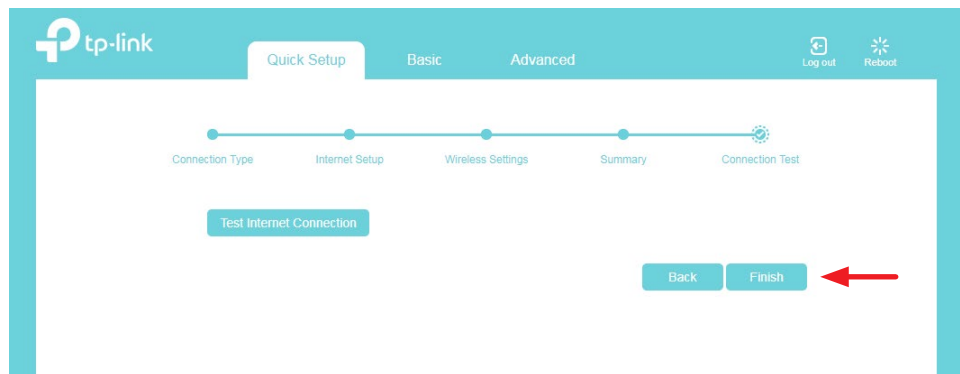 tp-link
Quick Setup Basic Advanced Log out Reboot
Connection Type Internet Setup Wireless Settings Summary Connection Test
Test Internet Connection
Back Finish